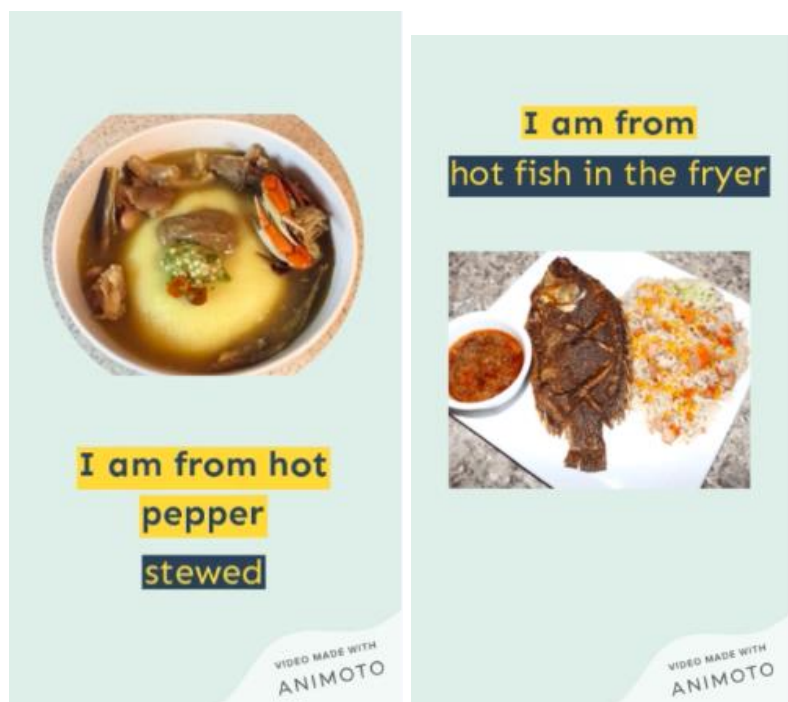 I am from hot
pepper
stewed
VIDEO MADE WITH
ANIMOTO
I am from
hot fish in the fryer
VIDEO MADE WITH
ANIMOTO